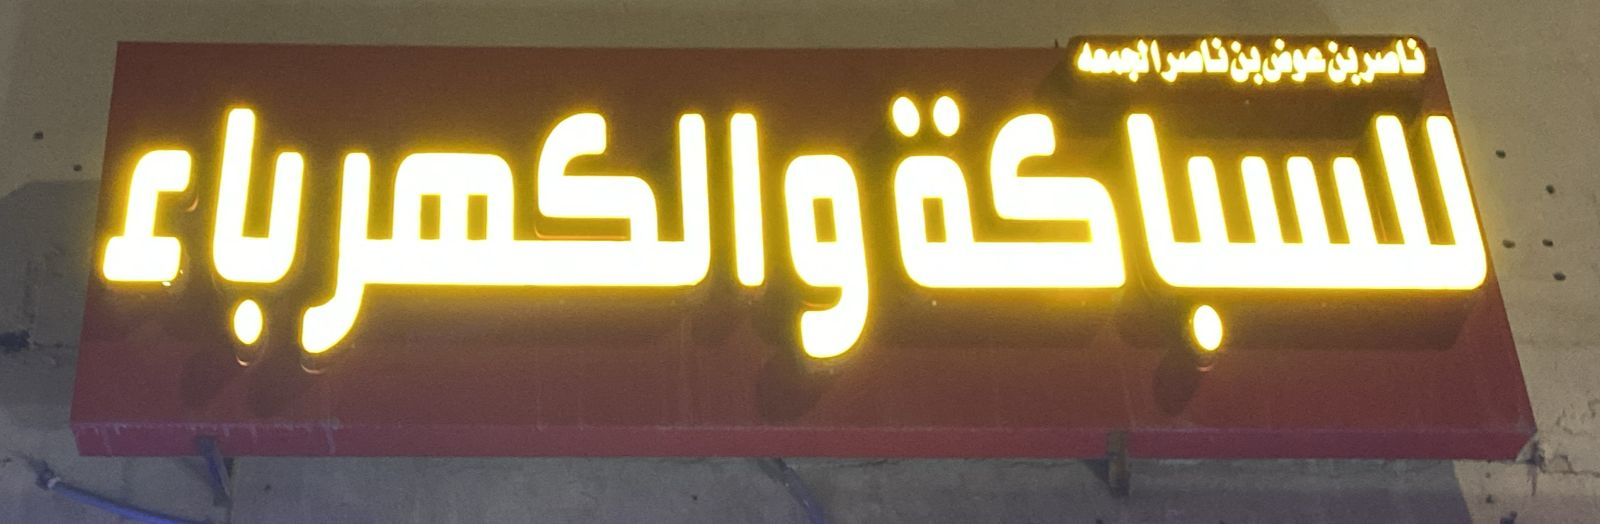 ناصر بن عوض بن ناصر الجمعه
للسباكة والكهرباء